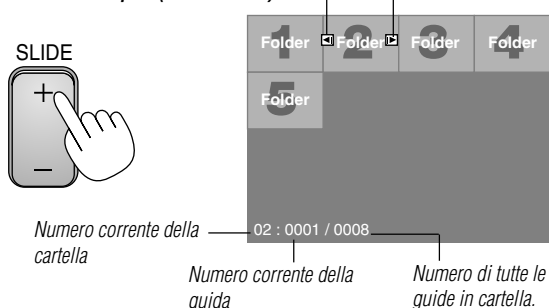 SLIDE
1 2 3 4
Folder Folder Folder Folder
5
Folder
02 : 0001 / 0008
Numero corrente della
cartella
Numero corrente della
guida
Numero di tutte le
guide in cartella.